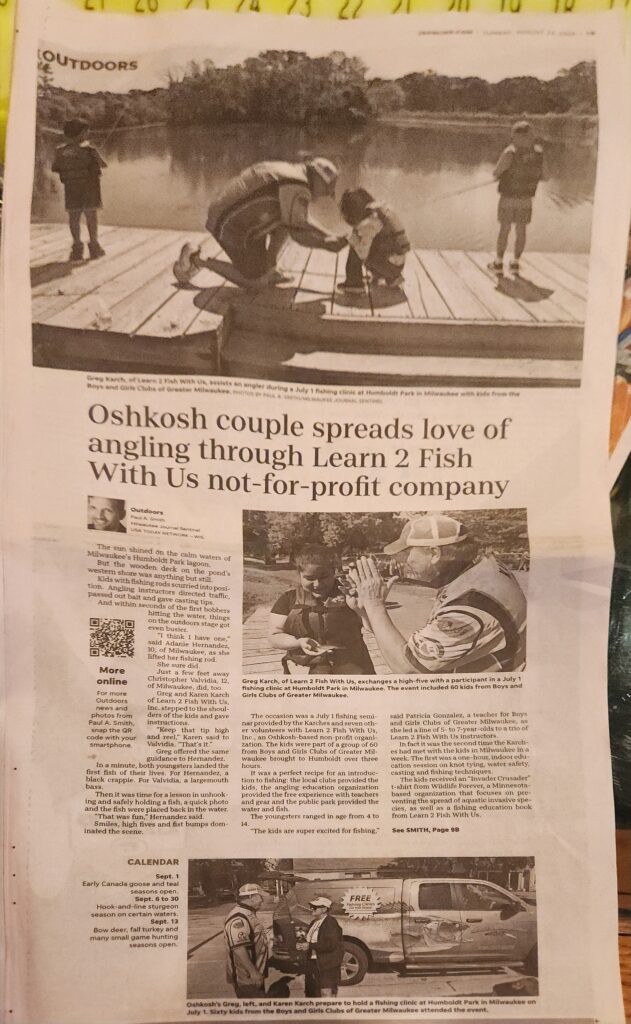 21
25
24
23
22
21
20
19
18
17
OUTDOORS
Greg Karch, of Learn 2 Fish With Us, assists an angler during a July 1 fishing clinic at Humboldt Park in Milwaukee with kids from the
Boys and Girls Clubs of Greater Milwaukee. PHOTOS BY PAUL A. SMITH/MILWAUKEE JOURNAL SENTINEL
Oshkosh couple spreads love of
angling through Learn 2 Fish
With Us not-for-profit company
Outdoors
Paul A. Smith
Milwaukee Journal Sentinel
USA TODAY NETWORK – WIS.
The sun shined on the calm waters of
Milwaukee's Humboldt Park lagoon.
But the wooden deck on the pond's
western shore was anything but still.
Kids with fishing rods scurried into posi-
tion. Angling instructors directed traffic,
passed out bait and gave casting tips.
And within seconds of the first bobbers
hitting the water, things
on the outdoors stage got
even busier.
"I think I have one,"
said Adanie Hernandez,
10, of Milwaukee, as she
lifted her fishing rod.
She sure did.
Just a few feet away
Christopher Valvidia, 12,
of Milwaukee, did, too.
Greg and Karen Karch
of Learn 2 Fish With Us,
Inc., stepped to the shoul-
ders of the kids and gave
instructions.
"Keep that tip high
and reel," Karen said to
Valvidia. "That's it."
Greg offered the same
guidance to Hernandez.
In a minute, both youngsters landed the
first fish of their lives. For Hernandez, a
black crappie. For Valvidia, a largemouth
bass.
Then it was time for a lesson in unhook-
ing and safely holding a fish, a quick photo
and the fish were placed back in the water.
"That was fun," Hernandez said.
Smiles, high fives and fist bumps dom-
inated the scene.
More
online
For more
Outdoors
news and
photos from
Paul A. Smith,
snap the QR
code with your
smartphone.
Greg Karch, of Learn 2 Fish With Us, exchanges a high-five with a participant in a July 1
fishing clinic at Humboldt Park in Milwaukee. The event included 60 kids from Boys and
Girls Clubs of Greater Milwaukee.
The occasion was a July 1 fishing semi-
nar provided by the Karches and seven oth-
er volunteers with Learn 2 Fish With Us,
Inc., an Oshkosh-based non-profit organi-
zation. The kids were part of a group of 60
from Boys and Girls Clubs of Greater Mil-
waukee brought to Humboldt over three
hours.
It was a perfect recipe for an introduc-
tion to fishing: the local clubs provided the
kids, the angling education organization
provided the free experience with teachers
and gear and the public park provided the
water and fish.
The youngsters ranged in age from 4 to
14.
"The kids are super excited for fishing,"
said Patricia Gonzalez, a teacher for Boys
and Girls Clubs of Greater Milwaukee, as
she led a line of 5- to 7-year-olds to a trio of
Learn 2 Fish With Us instructors.
In fact it was the second time the Karch-
es had met with the kids in Milwaukee in a
week. The first was a one-hour, indoor edu-
cation session on knot tying, water safety,
casting and fishing techniques.
The kids received an "Invader Crusader"
t-shirt from Wildlife Forever, a Minnesota-
based organization that focuses on pre-
venting the spread of aquatic invasive spe-
cies, as well as a fishing education book
from Learn 2 Fish With Us.
See SMITH, Page 9B
CALENDAR
Sept. 1
Early Canada goose and teal
seasons open.
Sept. 6 to 30
Hook-and-line sturgeon
season on certain waters.
Sept. 13
Bow deer, fall turkey and
many small game hunting
seasons open.
FREE
Oshkosh's Greg, left, and Karen Karch prepare to hold a fishing clinic at Humboldt Park in Milwaukee on
July 1. Sixty kids from the Boys and Girls Clubs of Greater Milwaukee attended the event.